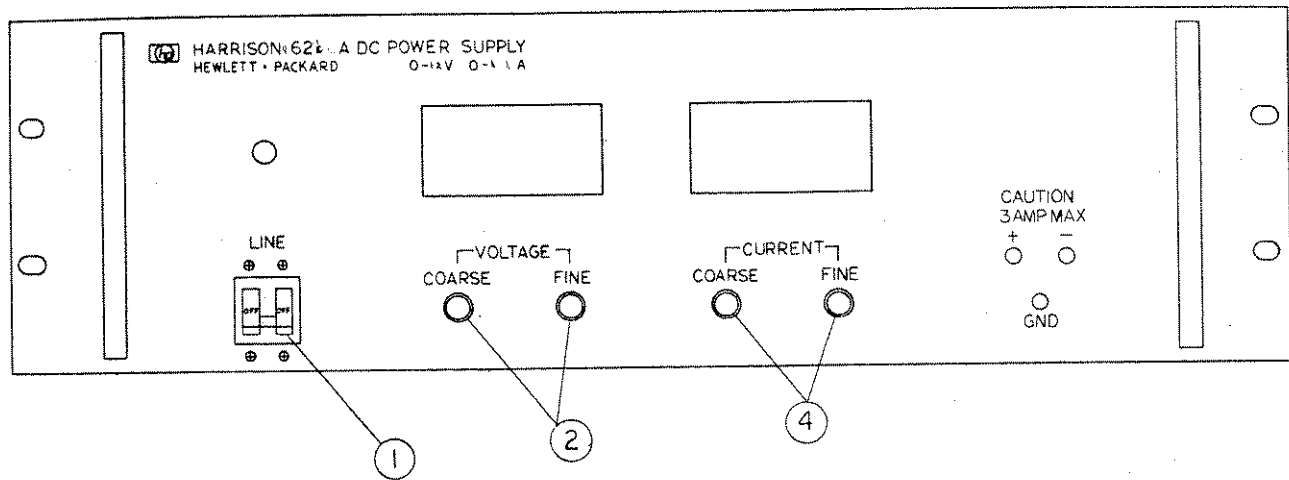 HARRISON A DC POWER SUPPLY
HEWLETT • PACKARD
CAUTION
3 AMP MAX
+ −
LINE
VOLTAGE
CURRENT
COARSE FINE
COARSE FINE
OFF OFF
GND
1
2
4